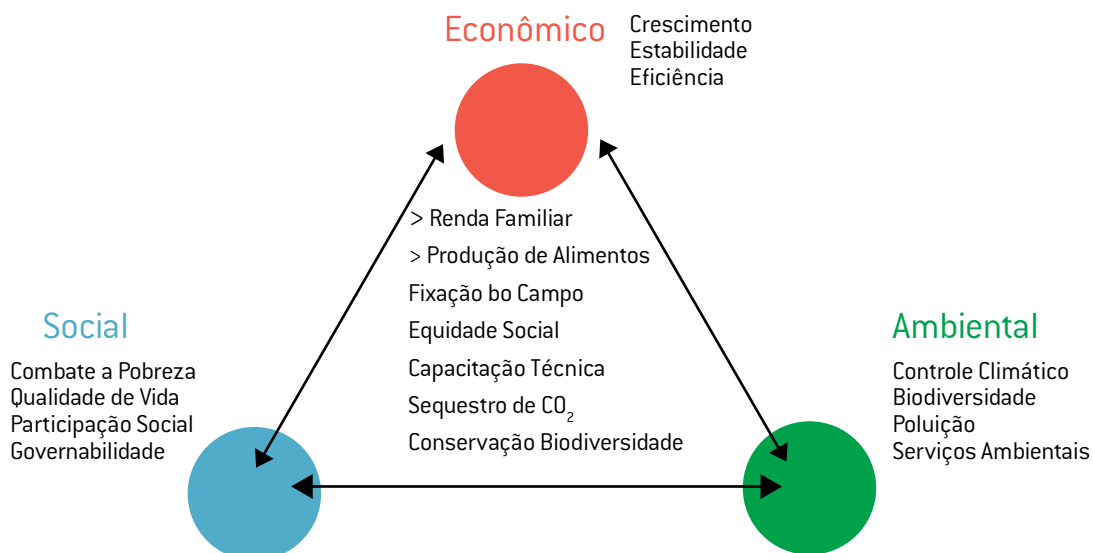 Econômico
Crescimento
Estabilidade
Eficiência
> Renda Familiar
> Produção de Alimentos
Fixação bo Campo
Equidade Social
Capacitação Técnica
Sequestro de CO₂
Conservação Biodiversidade
Social
Combate a Pobreza
Qualidade de Vida
Participação Social
Governabilidade
Ambiental
Controle Climático
Biodiversidade
Poluição
Serviços Ambientais